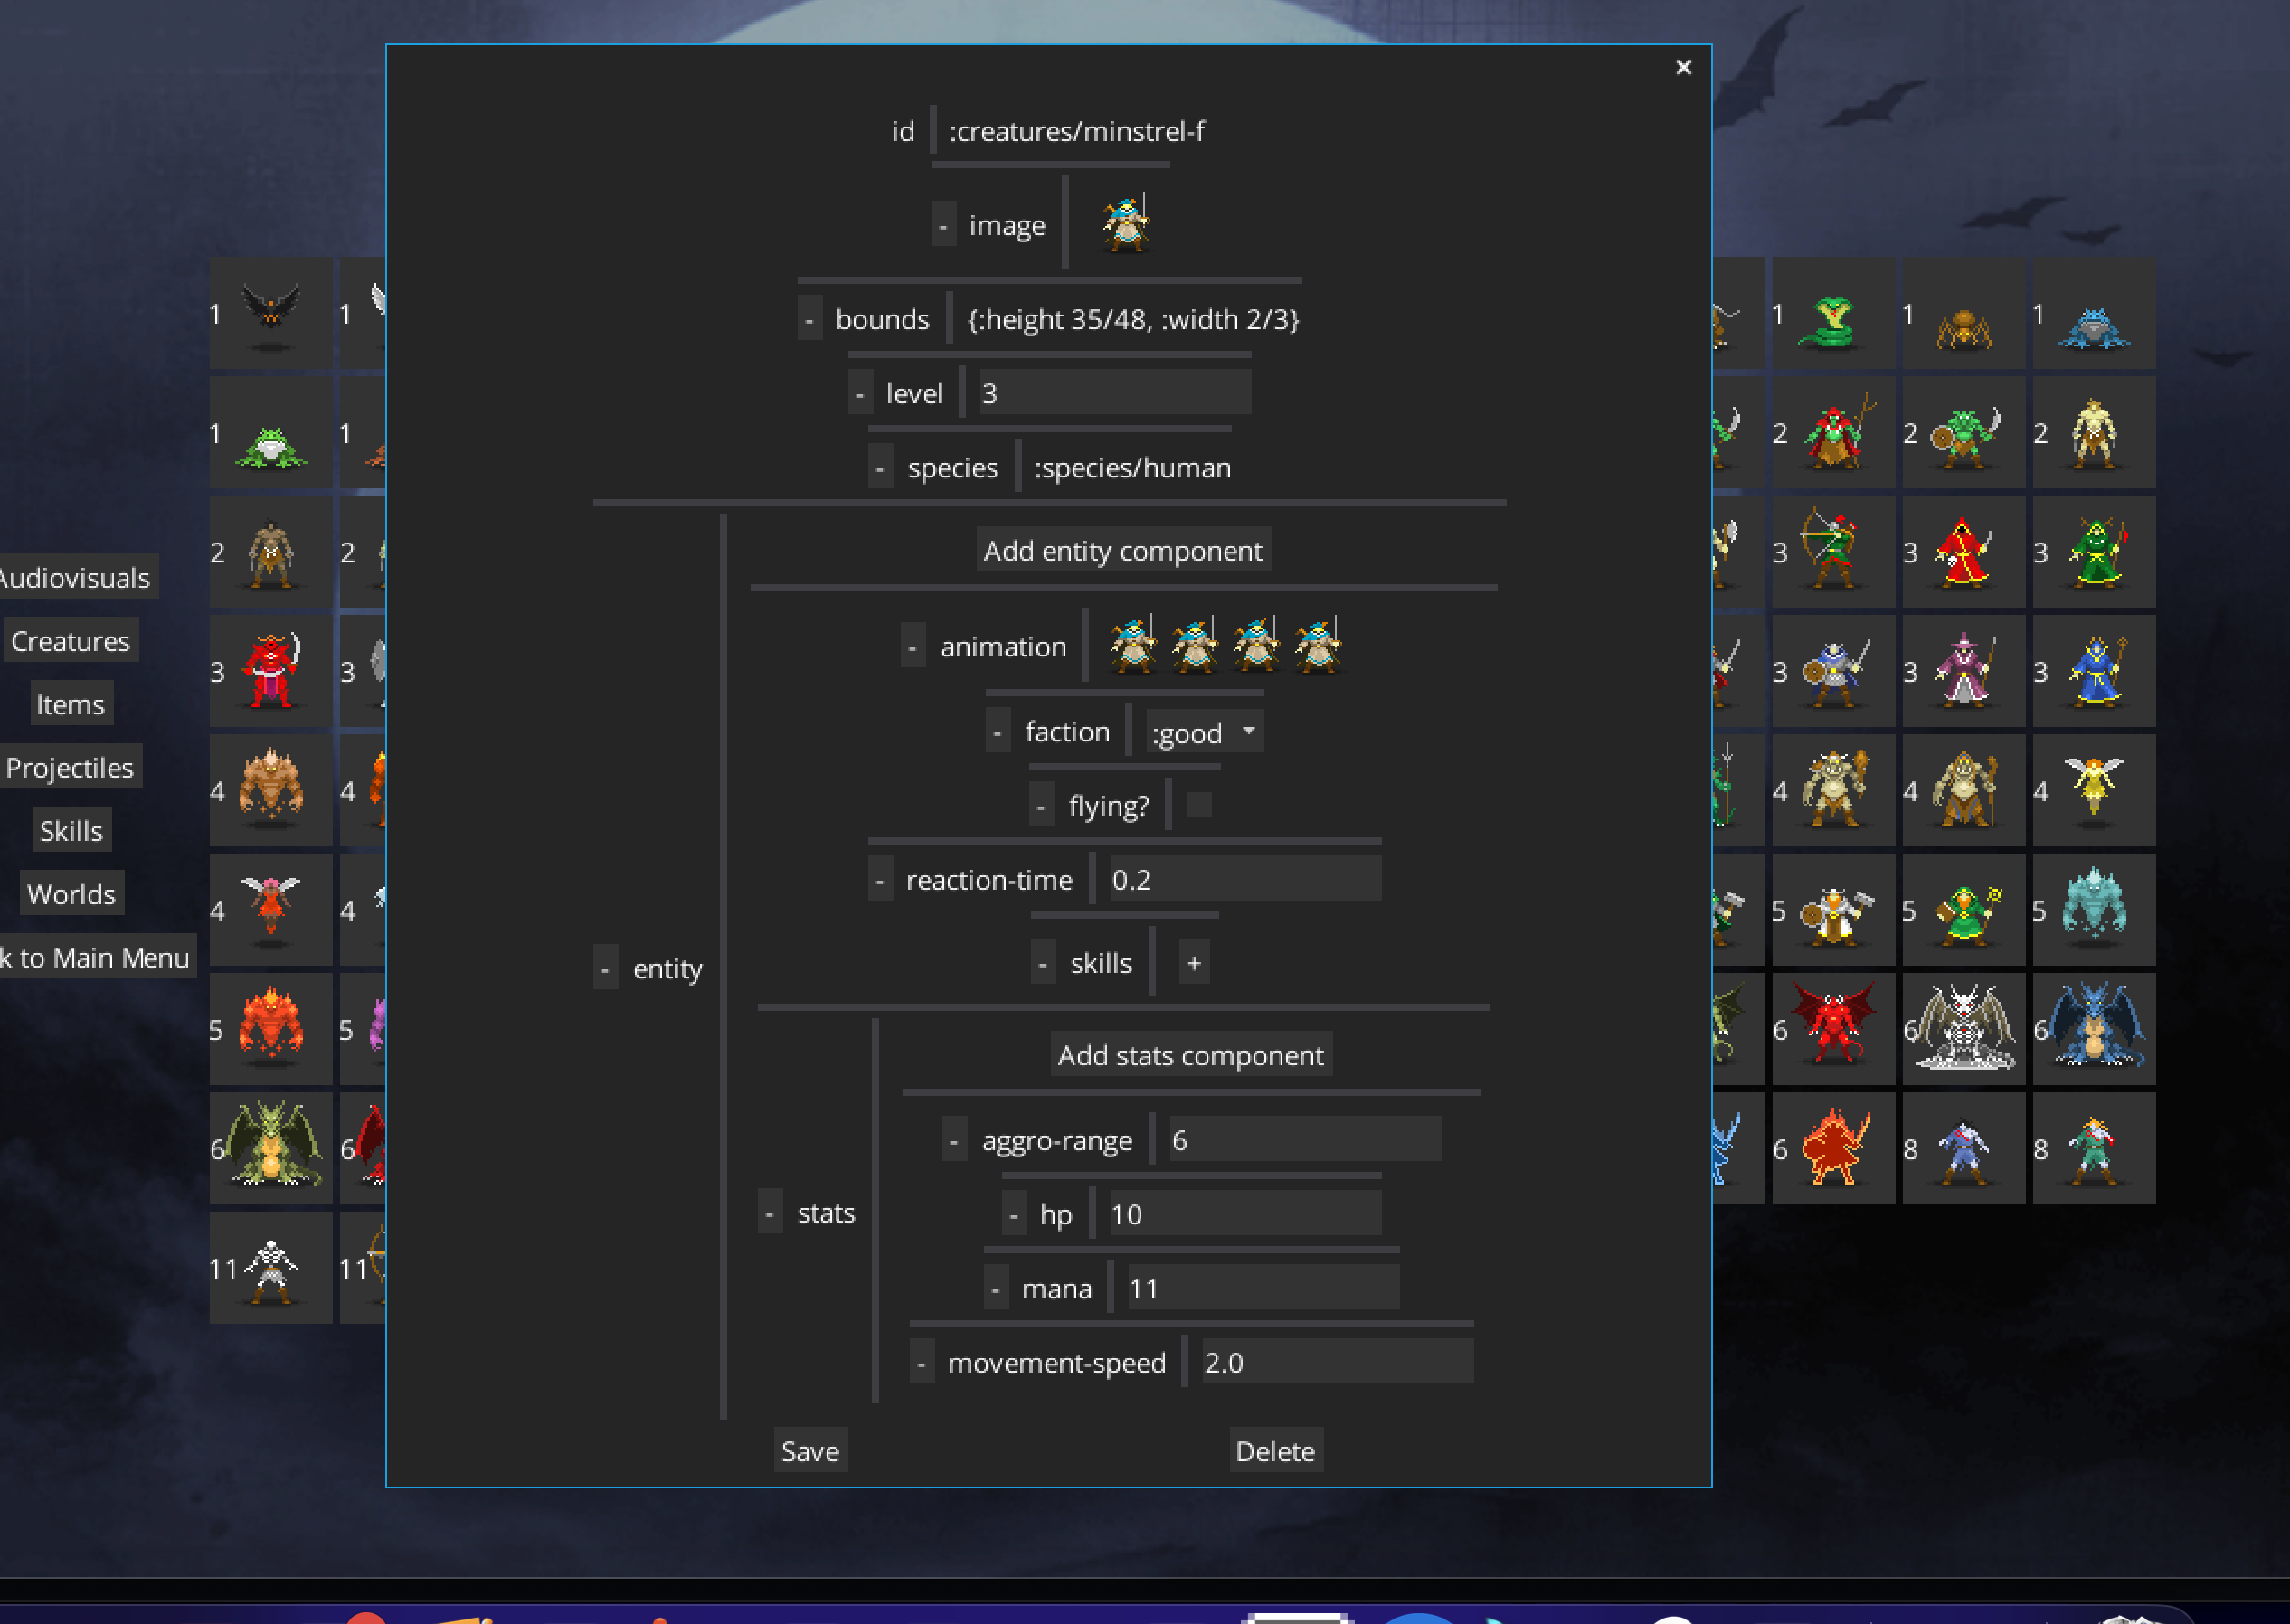 id :creatures/minstrel-f
- image
- bounds {:height 35/48, :width 2/3}
- level 3
- species :species/human
Add entity component
- animation
- faction :good
- flying?
- reaction-time 0.2
- skills +
- entity
Add stats component
- aggro-range 6
- stats
- hp 10
- mana 11
- movement-speed 2.0
Save Delete
Audiovisuals
Creatures
Items
Projectiles
Skills
Worlds
k to Main Menu
1 1 1 1 1
1 1 2 2 2
2 2 3 3 3
3 3 3 3 3
4 4 4 4 4
4 4 5 5 5
5 5 6 6 6
6 6 6 8 8
11 11